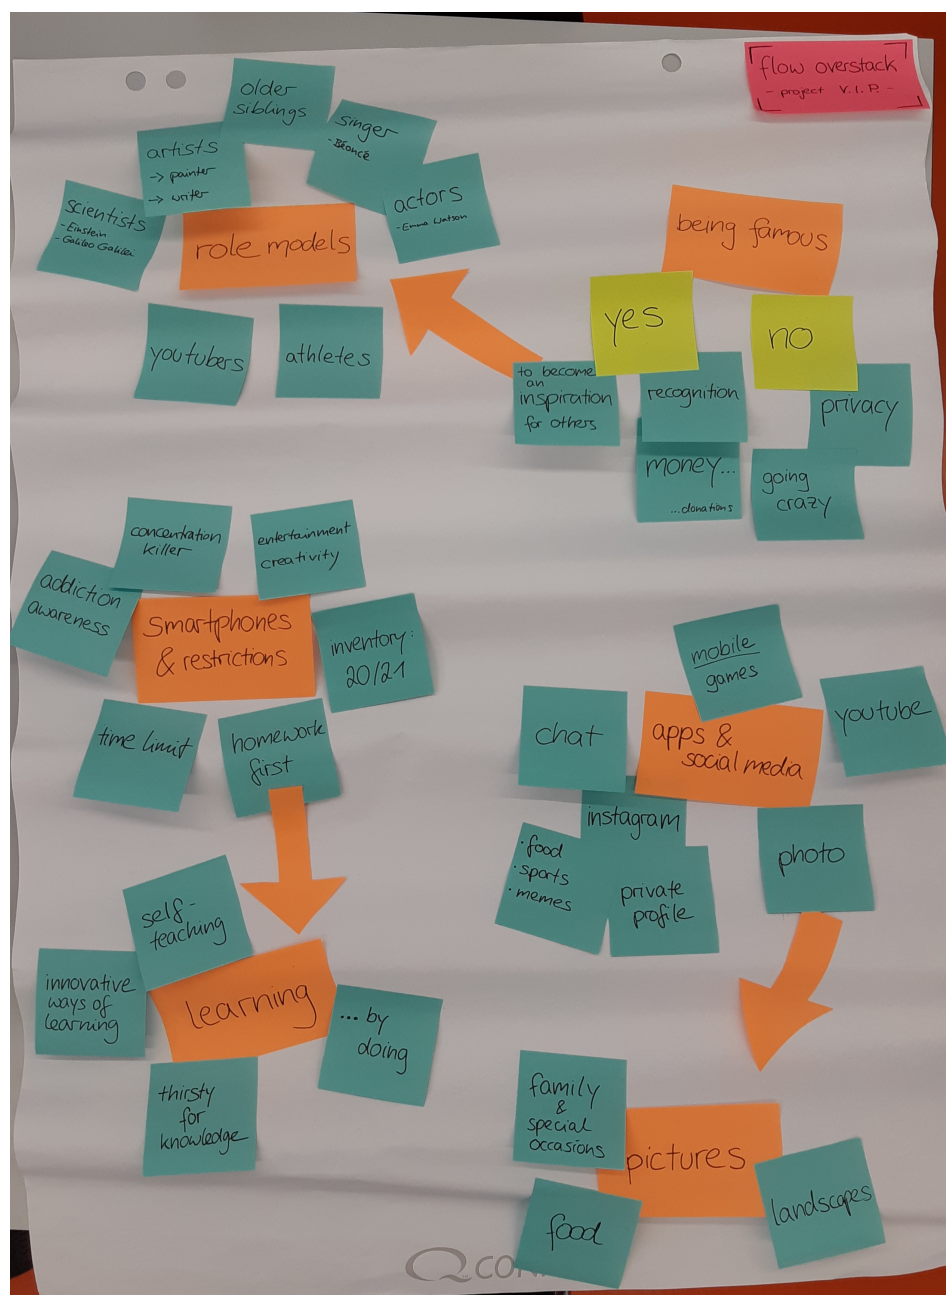 flow overstack
- project V.I.P. -
older
siblings
singer
- Béoncé
artists
-> painter
-> writer
actors
- Emma Watson
scientists
- Einstein
- Galileo Galilei
role models
youtubers
athletes
being famous
yes
no
to become
an
inspiration
for others
recognition
privacy
money...
...donations
going
crazy
concentration
killer
entertainment
creativity
addiction
awareness
smartphones
& restrictions
inventory:
20/21
time limit
homework
first
mobile
games
chat
apps &
social media
youtube
instagram
• food
• sports
• memes
private
profile
photo
self-
teaching
innovative
ways of
learning
learning
... by
doing
thirsty
for
knowledge
family
&
special
occasions
pictures
landscapes
food